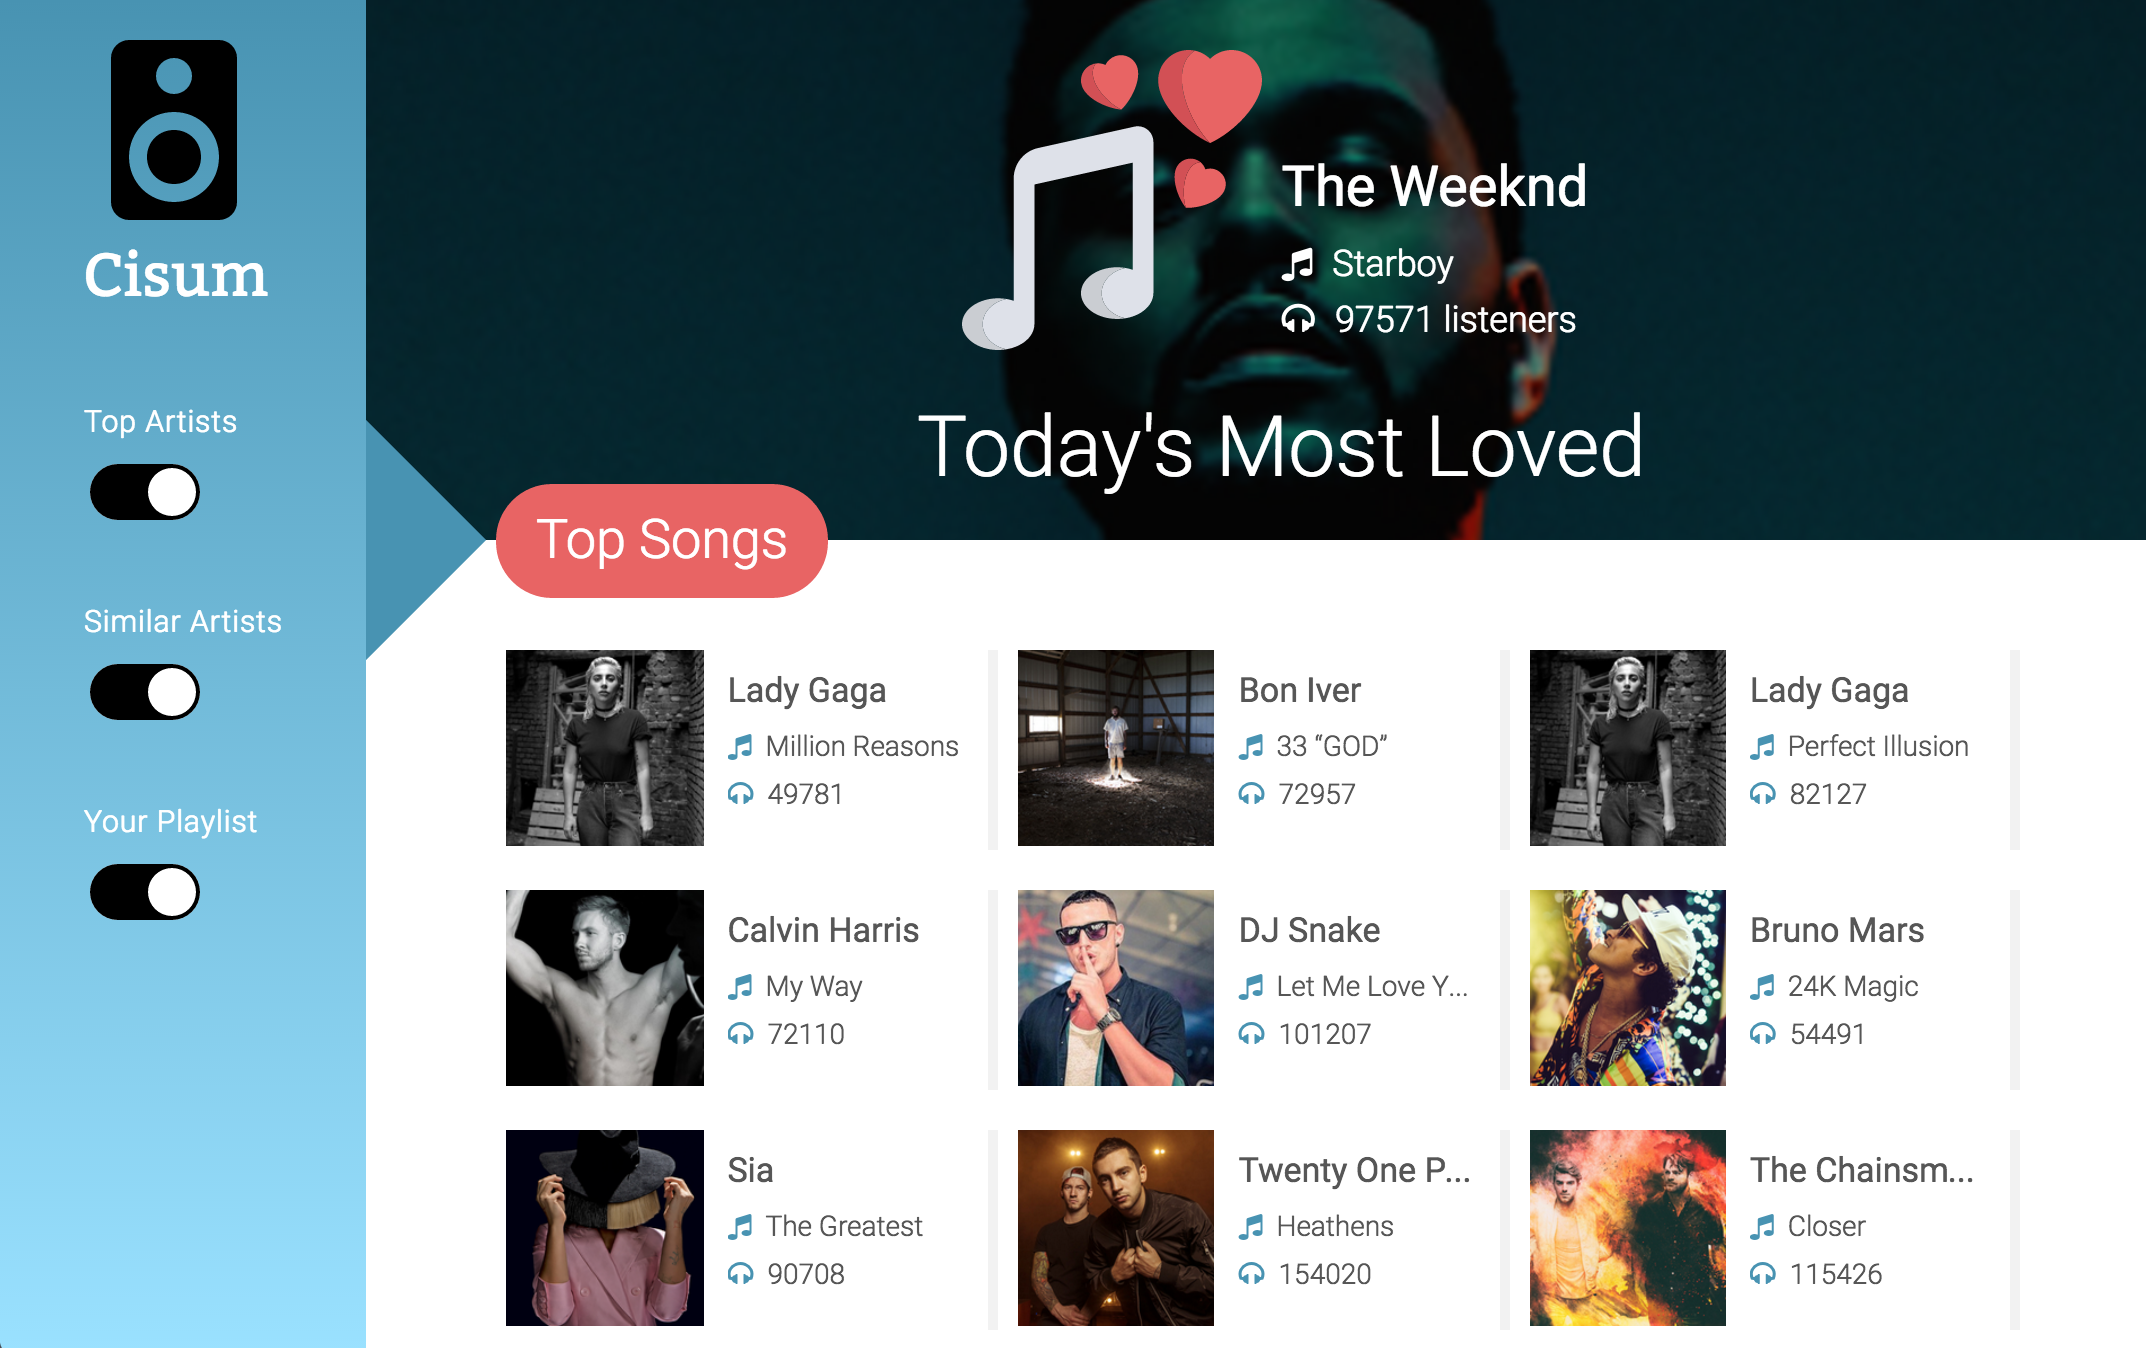 Cisum
Top Artists
Similar Artists
Your Playlist
The Weeknd
Starboy
97571 listeners
Today's Most Loved
Top Songs
Lady Gaga
Million Reasons
49781
Bon Iver
33 “GOD”
72957
Lady Gaga
Perfect Illusion
82127
Calvin Harris
My Way
72110
DJ Snake
Let Me Love Y...
101207
Bruno Mars
24K Magic
54491
Sia
The Greatest
90708
Twenty One P...
Heathens
154020
The Chainsm...
Closer
115426